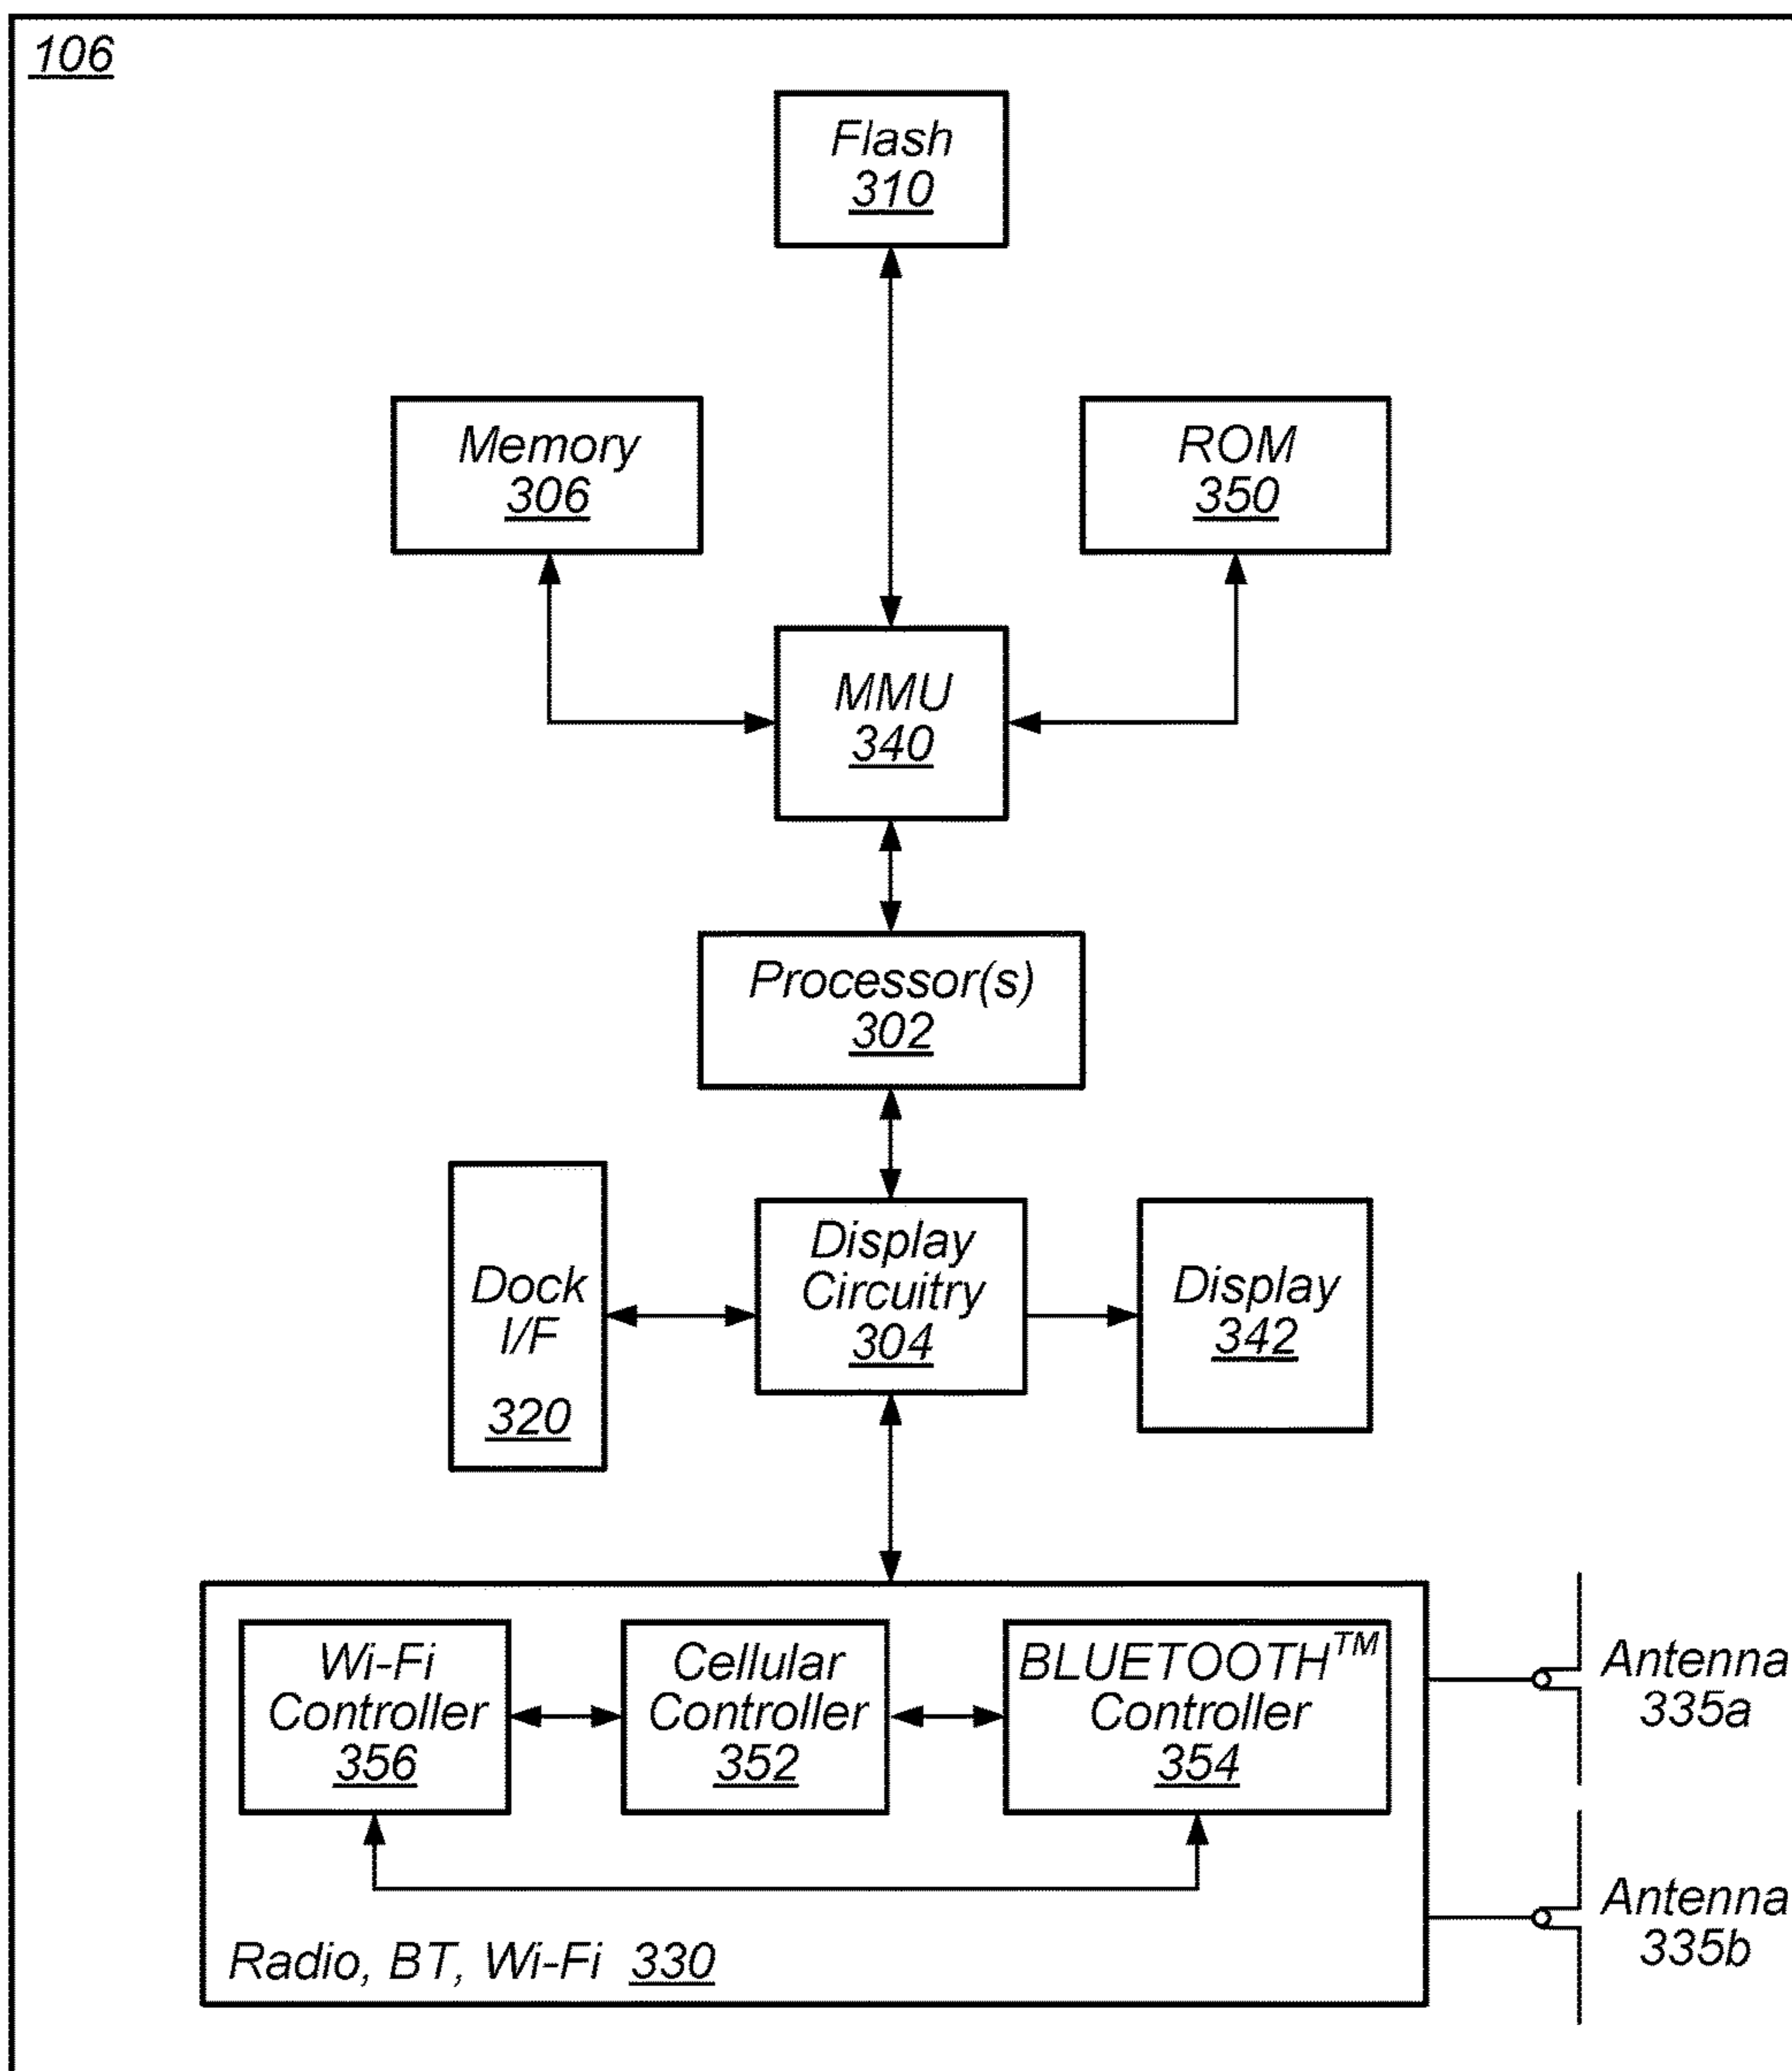 106
Flash
310
Memory
306
ROM
350
MMU
340
Processor(s)
302
Dock
I/F
320
Display
Circuitry
304
Display
342
Wi-Fi
Controller
356
Cellular
Controller
352
BLUETOOTH™
Controller
354
Radio, BT, Wi-Fi 330
Antenna
335a
Antenna
335b